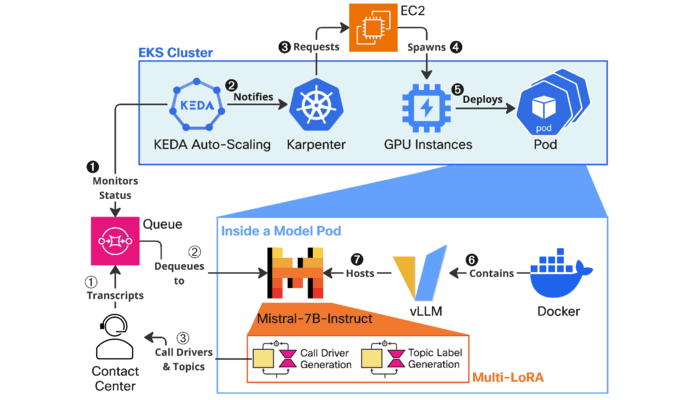 EC2
❸ Requests
Spawns ❹
EKS Cluster
❷
Notifies
❺
Deploys
KEDA
pod
KEDA Auto-Scaling
Karpenter
GPU Instances
Pod
❶
Monitors
Status
Queue
②
Dequeues
to
①
Transcripts
Contact
Center
③
Call Drivers
& Topics
Inside a Model Pod
❼
Hosts
❻
Contains
Mistral-7B-Instruct
vLLM
Docker
Call Driver
Generation
Topic Label
Generation
Multi-LoRA